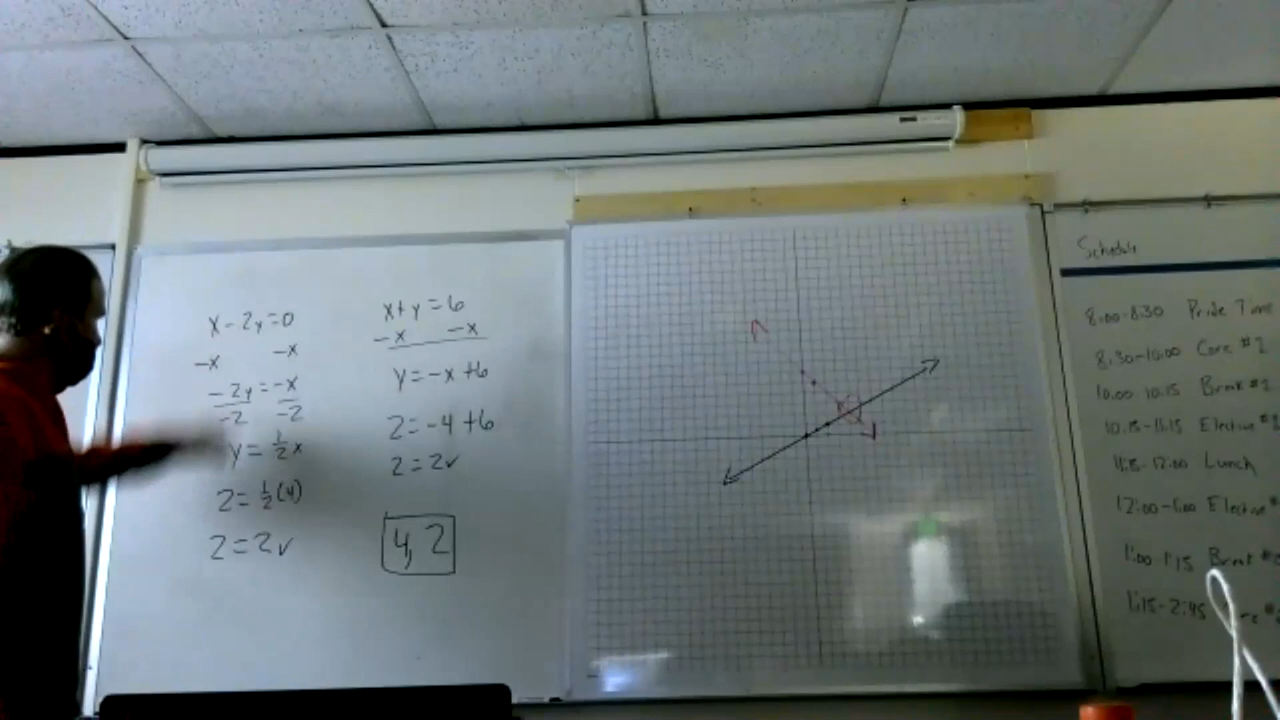 x - 2y = 0
-x -x
-2y = -x
-2 -2
y = 1/2 x
2 = 1/2 (4)
2 = 2 ✓
x + y = 6
-x -x
y = -x + 6
2 = -4 + 6
2 = 2 ✓
4, 2
Schedule
8:00-8:30 Pride Time
8:30-10:00 Core #1
10:00-10:15 Break #1
10:15-11:15 Elective #1
11:15-12:00 Lunch
12:00-1:00 Elective #
1:00-1:15 Break #2
1:15-2:45